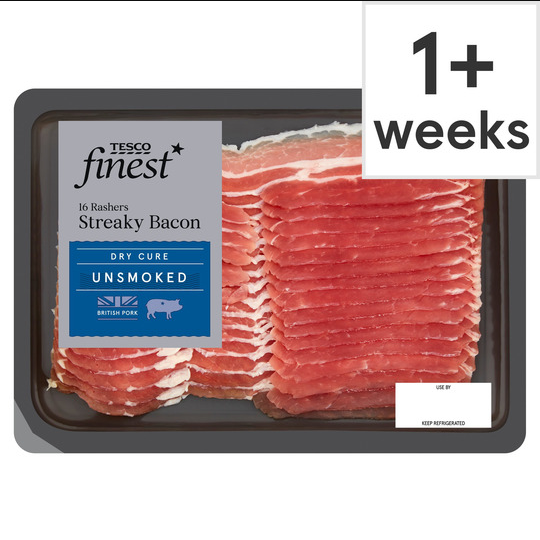 1+
weeks
TESCO
finest
16 Rashers
Streaky Bacon
DRY CURE
UNSMOKED
BRITISH PORK
USE BY
KEEP REFRIGERATED